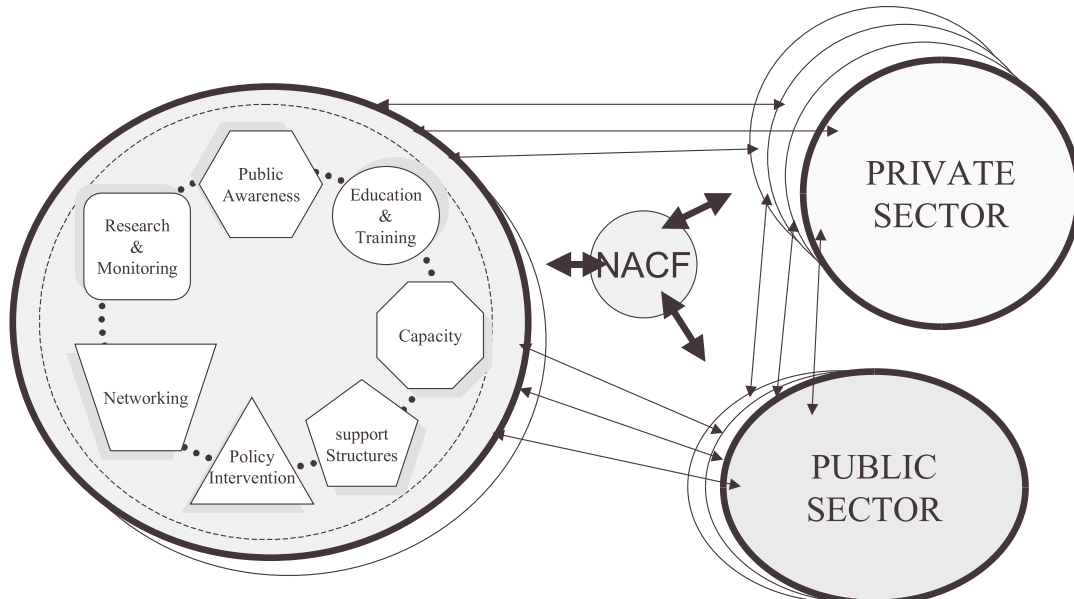 Public
Awareness
Education
&
Training
Research
&
Monitoring
Capacity
Networking
support
Structures
Policy
Intervention
NACF
PRIVATE
SECTOR
PUBLIC
SECTOR